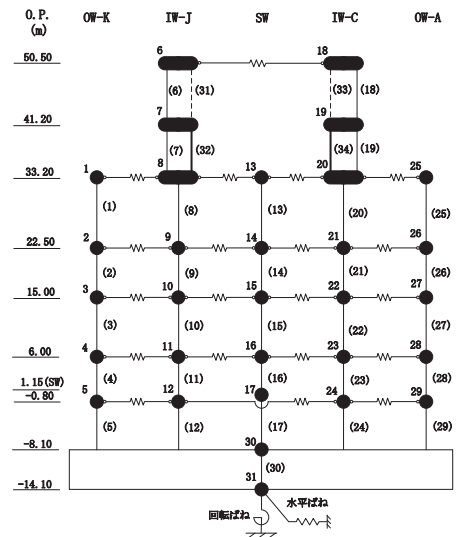 O.P. OW-K IW-J SW IW-C OW-A
(m)
50.50 6 18
(6) (31) (33) (18)
41.20 7 19
(7) (32) (34) (19)
33.20 1 8 13 20 25
(1) (8) (13) (20) (25)
22.50 2 9 14 21 26
(2) (9) (14) (21) (26)
15.00 3 10 15 22 27
(3) (10) (15) (22) (27)
6.00 4 11 16 23 28
(4) (11) (16) (23) (28)
1.15(SW) 17
-0.80 5 12 24 29
(5) (12) (17) (24) (29)
-8.10 30
(30)
-14.10 31
回転ばね 水平ばね